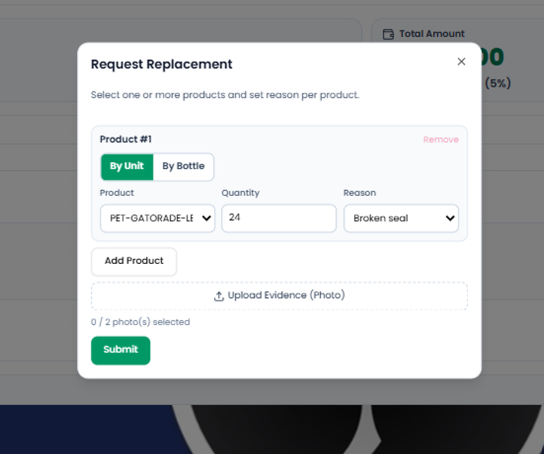 Total Amount
00
(5%)
Request Replacement
Select one or more products and set reason per product.
Product #1
Remove
By Unit
By Bottle
Product
Quantity
Reason
PET-GATORADE-LE
24
Broken seal
Add Product
Upload Evidence (Photo)
0 / 2 photo(s) selected
Submit